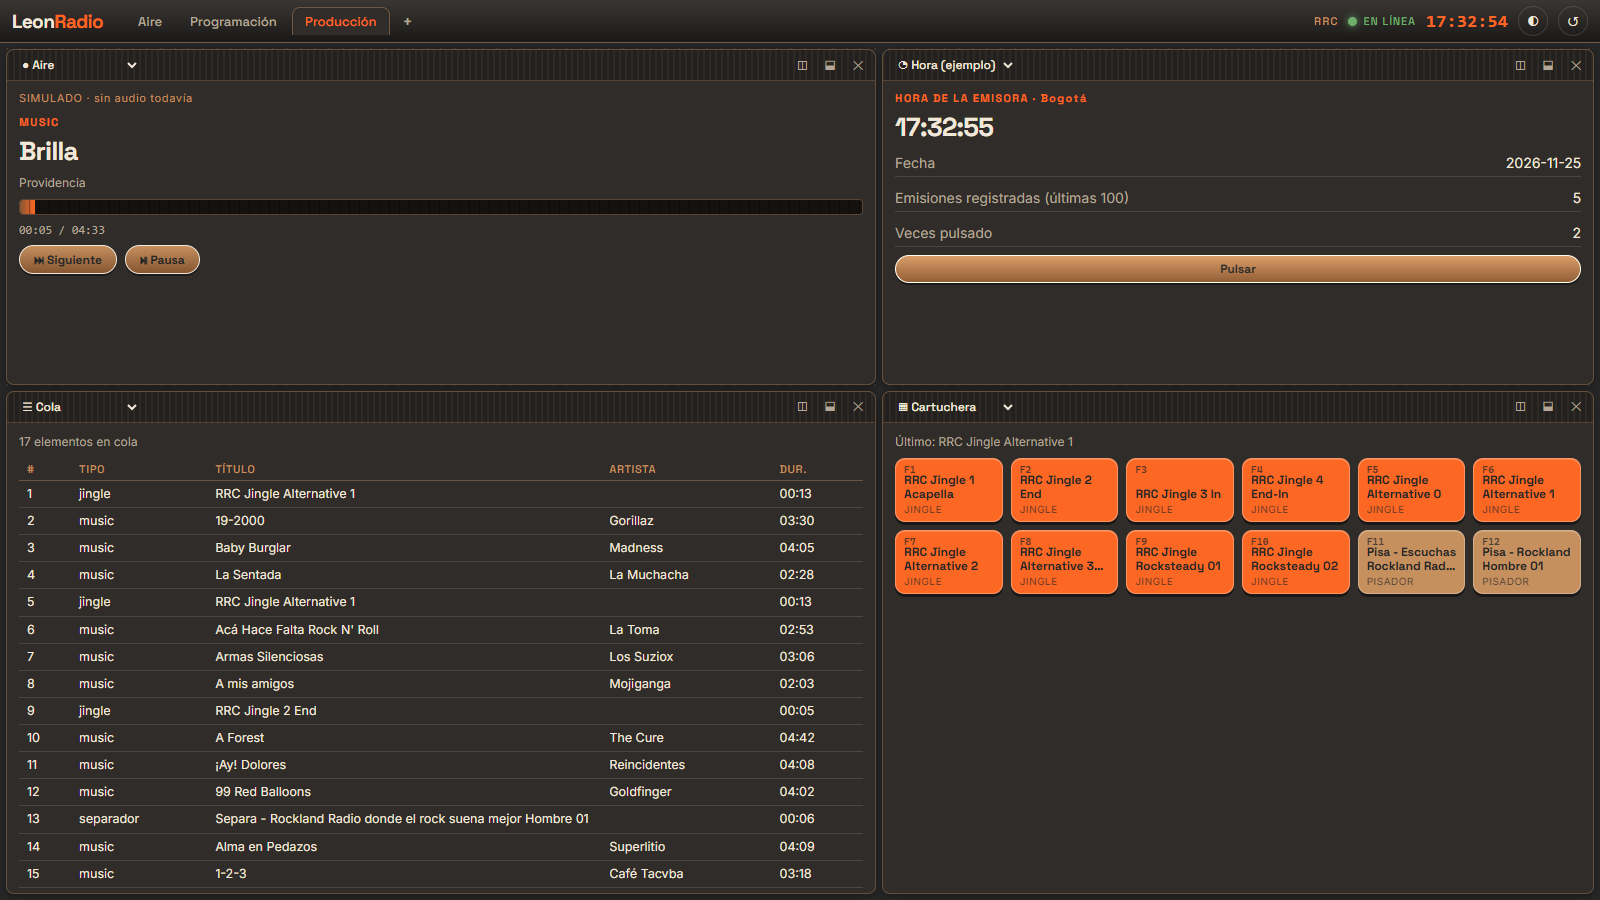 LeonRadio Aire Programación Producción + RRC EN LÍNEA 17:32:54
Aire
SIMULADO · sin audio todavía
MUSIC
Brilla
Providencia
00:05 / 04:33
Siguiente Pausa
Hora (ejemplo)
HORA DE LA EMISORA · Bogotá
17:32:55
Fecha 2026-11-25
Emisiones registradas (últimas 100) 5
Veces pulsado 2
Pulsar
Cola
17 elementos en cola
# TIPO TÍTULO ARTISTA DUR.
1 jingle RRC Jingle Alternative 1 00:13
2 music 19-2000 Gorillaz 03:30
3 music Baby Burglar Madness 04:05
4 music La Sentada La Muchacha 02:28
5 jingle RRC Jingle Alternative 1 00:13
6 music Acá Hace Falta Rock N' Roll La Toma 02:53
7 music Armas Silenciosas Los Suziox 03:06
8 music A mis amigos Mojiganga 02:03
9 jingle RRC Jingle 2 End 00:05
10 music A Forest The Cure 04:42
11 music ¡Ay! Dolores Reincidentes 04:08
12 music 99 Red Balloons Goldfinger 04:02
13 separador Separa - Rockland Radio donde el rock suena mejor Hombre 01 00:06
14 music Alma en Pedazos Superlitio 04:09
15 music 1-2-3 Café Tacvba 03:18
Cartuchera
Último: RRC Jingle Alternative 1
F1
RRC Jingle 1
Acapella
JINGLE
F2
RRC Jingle 2
End
JINGLE
F3
RRC Jingle 3 In
JINGLE
F4
RRC Jingle 4
End-In
JINGLE
F5
RRC Jingle
Alternative 0
JINGLE
F6
RRC Jingle
Alternative 1
JINGLE
F7
RRC Jingle
Alternative 2
JINGLE
F8
RRC Jingle
Alternative 3...
JINGLE
F9
RRC Jingle
Rocksteady 01
JINGLE
F10
RRC Jingle
Rocksteady 02
JINGLE
F11
Pisa - Escuchas
Rockland Rad...
PISADOR
F12
Pisa - Rockland
Hombre 01
PISADOR